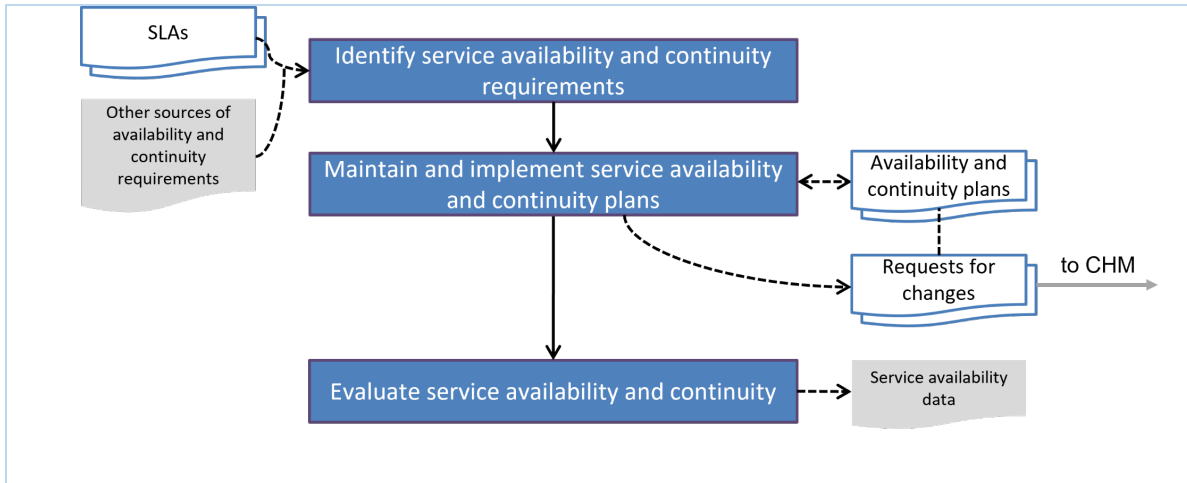 SLAs
Identify service availability and continuity
requirements
Other sources of
availability and
continuity
requirements
Maintain and implement service availability
and continuity plans
Availability and
continuity plans
Requests for
changes
to CHM
Evaluate service availability and continuity
Service availability
data